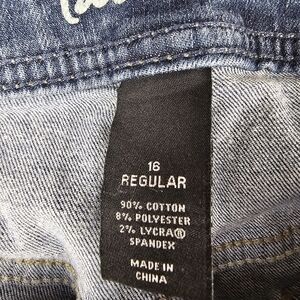 16
REGULAR
90% COTTON
8% POLYESTER
2% LYCRA®
SPANDEX
MADE IN
CHINA